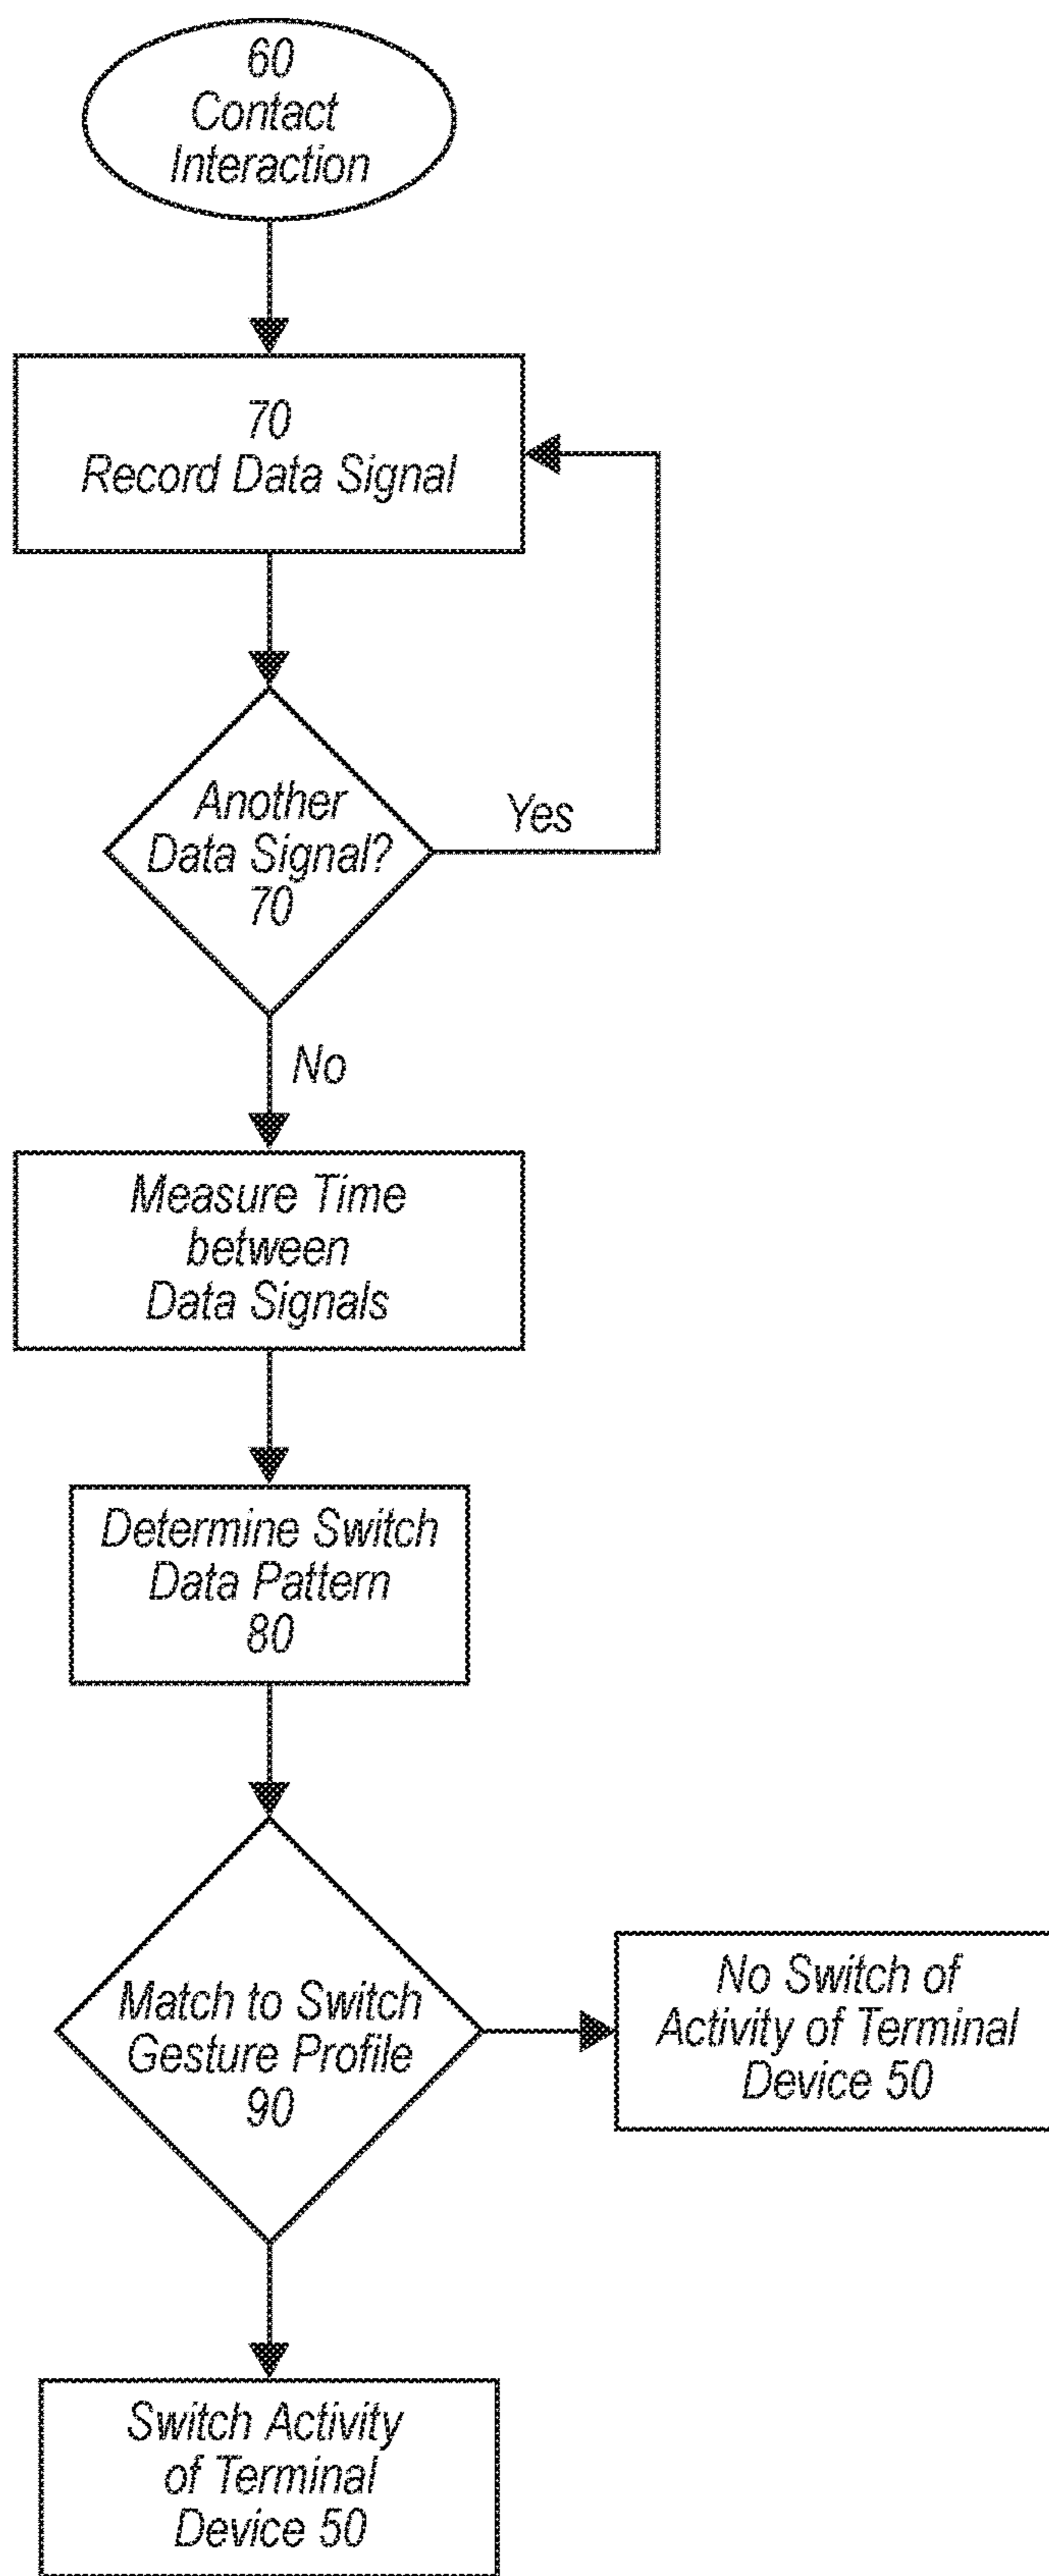 60
Contact
Interaction
70
Record Data Signal
Another
Data Signal?
70
Yes
No
Measure Time
between
Data Signals
Determine Switch
Data Pattern
80
Match to Switch
Gesture Profile
90
No Switch of
Activity of Terminal
Device 50
Switch Activity
of Terminal
Device 50